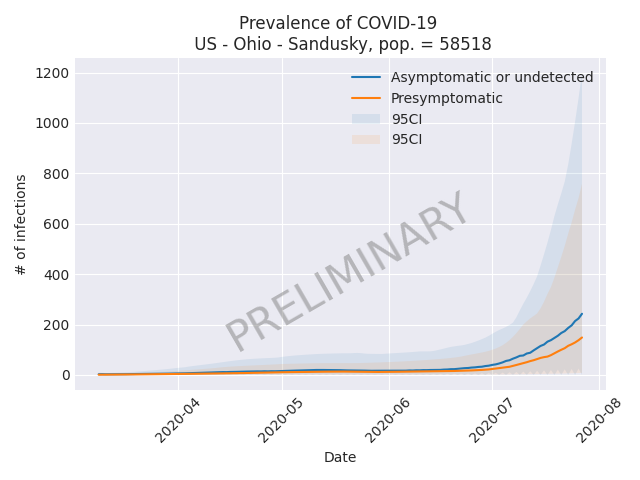 Prevalence of COVID-19
US - Ohio - Sandusky, pop. = 58518
Asymptomatic or undetected
Presymptomatic
95CI
95CI
1200
1000
800
600
400
200
0
# of infections
PRELIMINARY
2020-04
2020-05
2020-06
2020-07
2020-08
Date